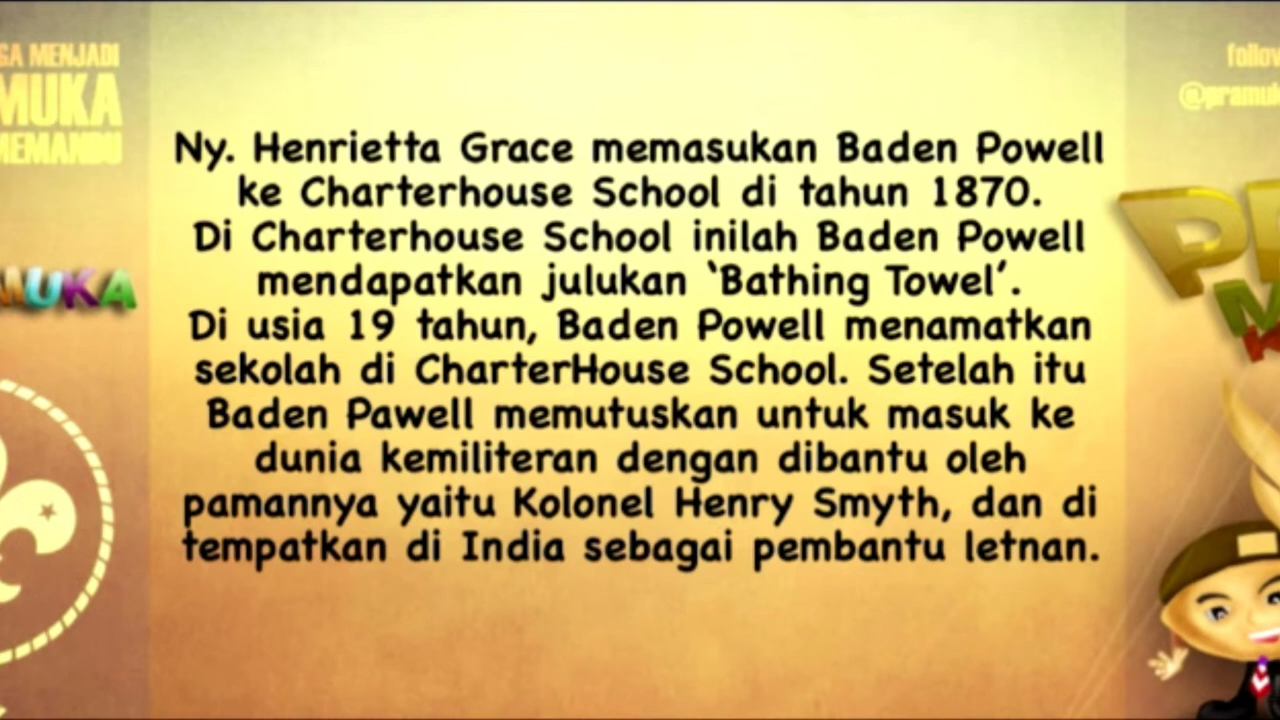 MENJADI
MUKA
Ny. Henrietta Grace memasukan Baden Powell
ke Charterhouse School di tahun 1870.
Di Charterhouse School inilah Baden Powell
mendapatkan julukan ‘Bathing Towel’.
Di usia 19 tahun, Baden Powell menamatkan
sekolah di CharterHouse School. Setelah itu
Baden Pawell memutuskan untuk masuk ke
dunia kemiliteran dengan dibantu oleh
pamannya yaitu Kolonel Henry Smyth, dan di
tempatkan di India sebagai pembantu letnan.
MUKA